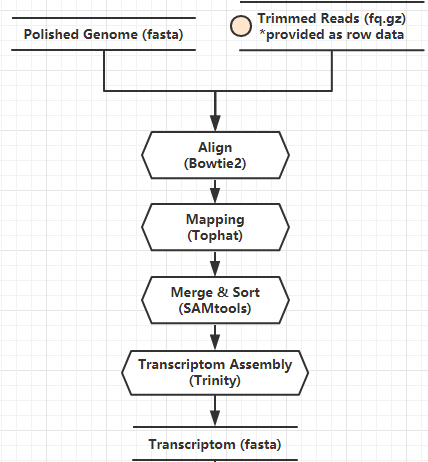 Polished Genome (fasta)
Trimmed Reads (fq.gz)
*provided as row data
Align
(Bowtie2)
Mapping
(Tophat)
Merge & Sort
(SAMtools)
Transcriptom Assembly
(Trinity)
Transcriptom (fasta)